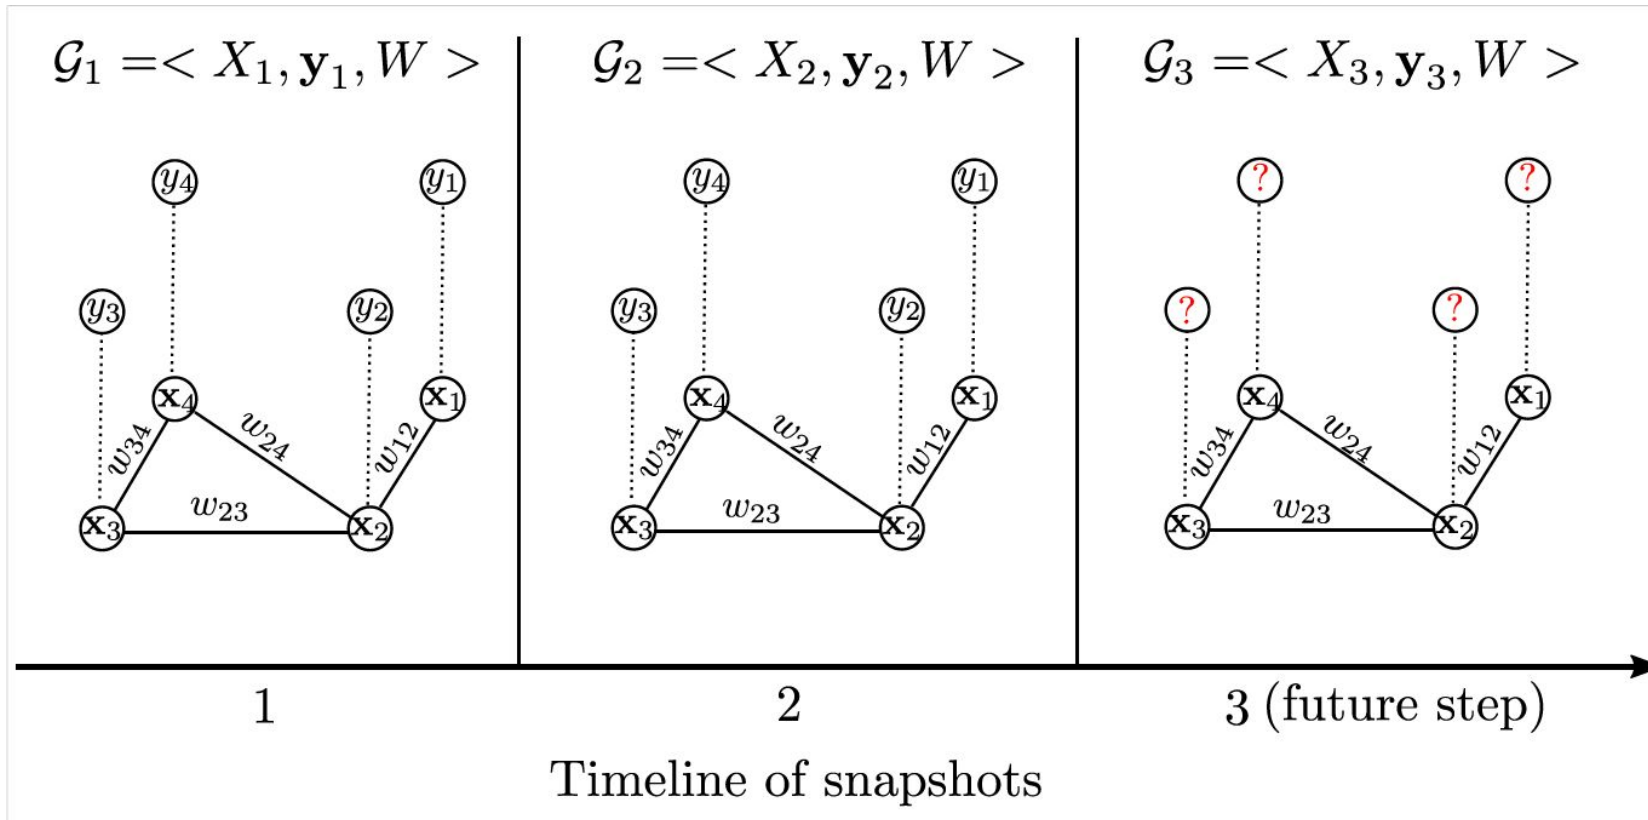 𝒢₁ =< X₁, 𝐲₁, W >
𝒢₂ =< X₂, 𝐲₂, W >
𝒢₃ =< X₃, 𝐲₃, W >
y₄ y₁
y₃ y₂
𝐱₄ 𝐱₁
w₃₄ w₂₄ w₁₂
w₂₃
𝐱₃ 𝐱₂
y₄ y₁
y₃ y₂
𝐱₄ 𝐱₁
w₃₄ w₂₄ w₁₂
w₂₃
𝐱₃ 𝐱₂
? ?
? ?
𝐱₄ 𝐱₁
w₃₄ w₂₄ w₁₂
w₂₃
𝐱₃ 𝐱₂
1
2
3 (future step)
Timeline of snapshots